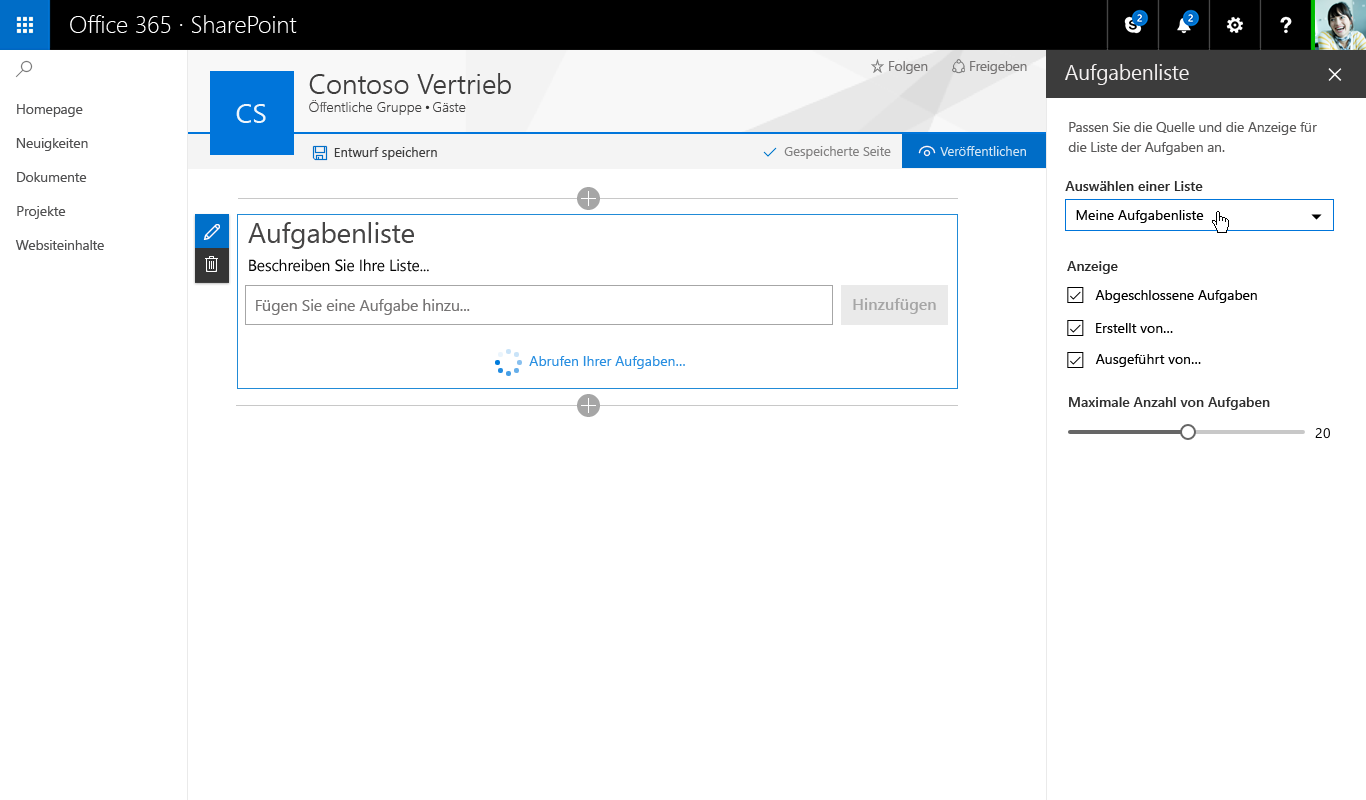 Office 365 · SharePoint
2
2
?
Homepage
Neuigkeiten
Dokumente
Projekte
Websiteinhalte
CS
Contoso Vertrieb
Öffentliche Gruppe • Gäste
Folgen
Freigeben
Entwurf speichern
Gespeicherte Seite
Veröffentlichen
Aufgabenliste
Beschreiben Sie Ihre Liste...
Fügen Sie eine Aufgabe hinzu...
Hinzufügen
Abrufen Ihrer Aufgaben...
Aufgabenliste
Passen Sie die Quelle und die Anzeige für
die Liste der Aufgaben an.
Auswählen einer Liste
Meine Aufgabenliste
Anzeige
Abgeschlossene Aufgaben
Erstellt von...
Ausgeführt von...
Maximale Anzahl von Aufgaben
20